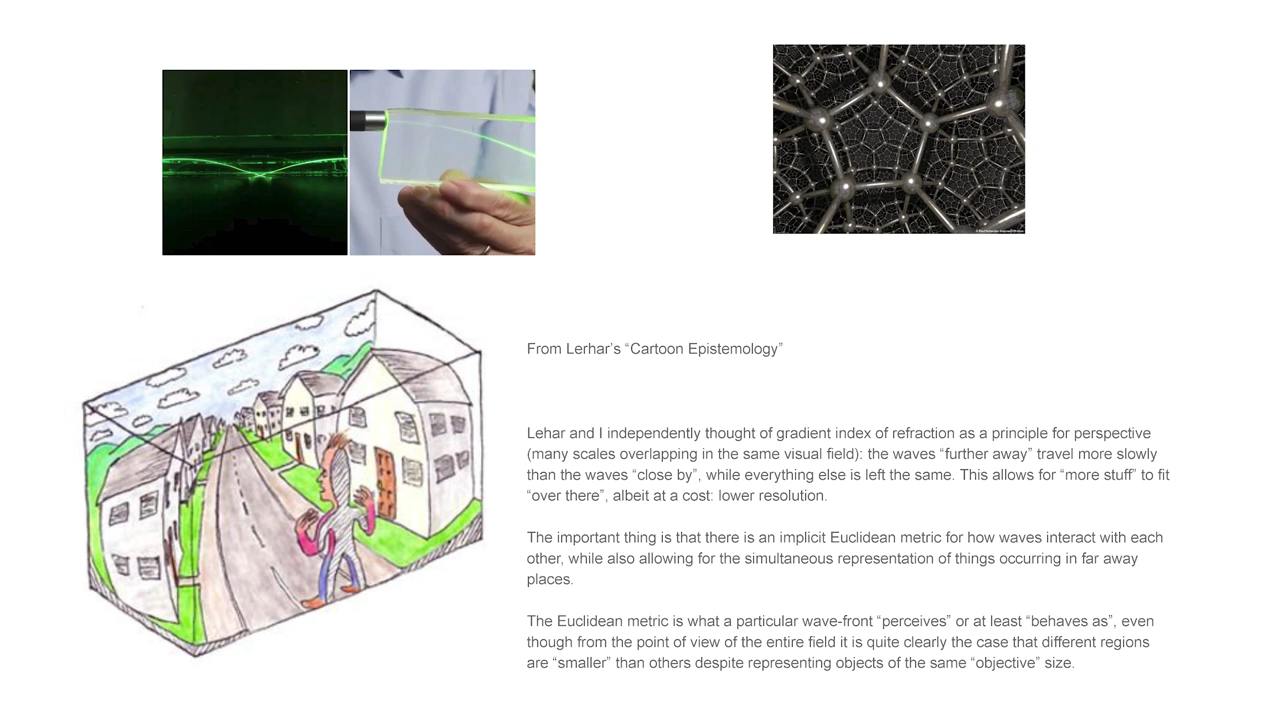 From Lerhar’s “Cartoon Epistemology”
Lehar and I independently thought of gradient index of refraction as a principle for perspective
(many scales overlapping in the same visual field): the waves “further away” travel more slowly
than the waves “close by”, while everything else is left the same. This allows for “more stuff” to fit
“over there”, albeit at a cost: lower resolution.
The important thing is that there is an implicit Euclidean metric for how waves interact with each
other, while also allowing for the simultaneous representation of things occurring in far away
places.
The Euclidean metric is what a particular wave-front “perceives” or at least “behaves as”, even
though from the point of view of the entire field it is quite clearly the case that different regions
are “smaller” than others despite representing objects of the same “objective” size.